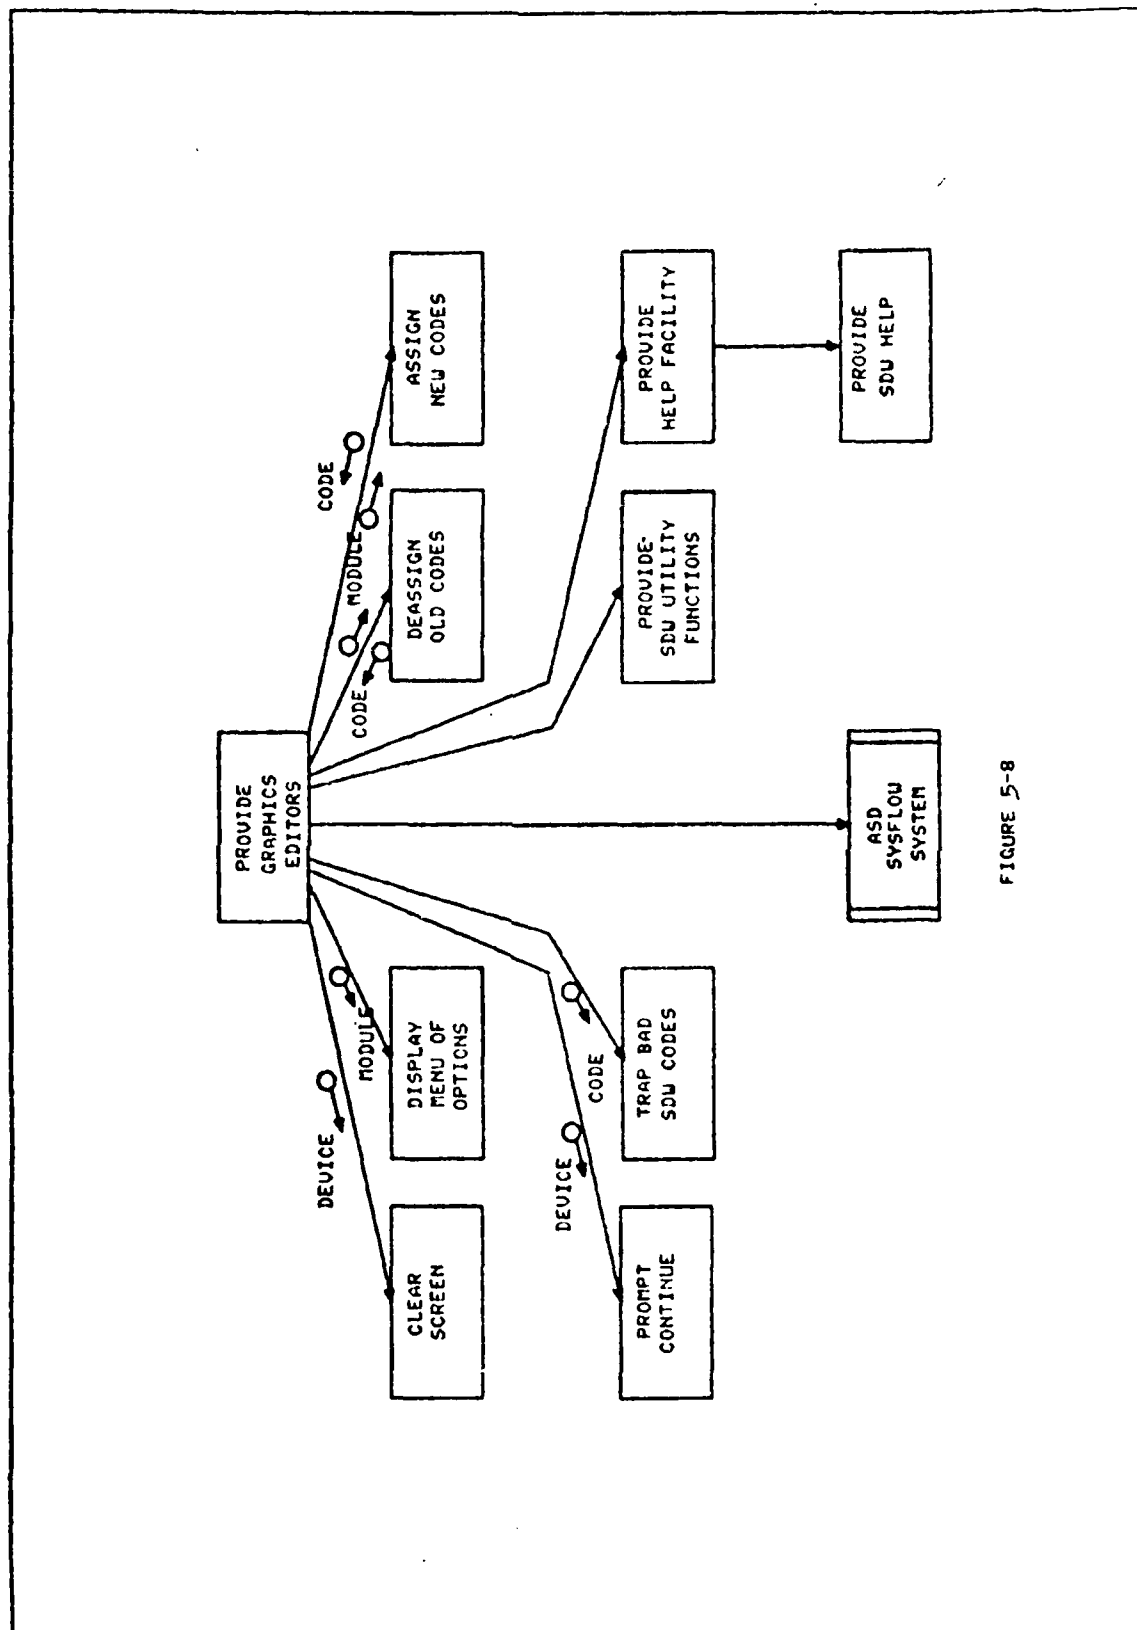 PROVIDE
GRAPHICS
EDITORS
DEVICE
MODULE
CODE
MODULE
CODE
CLEAR
SCREEN
DISPLAY
MENU OF
OPTIONS
DEASSIGN
OLD CODES
ASSIGN
NEW CODES
DEVICE
CODE
PROMPT
CONTINUE
TRAP BAD
SDW CODES
PROVIDE-
SDW UTILITY
FUNCTIONS
PROVIDE
HELP FACILITY
ASD
SYSFLOW
SYSTEM
PROVIDE
SDW HELP
FIGURE 5-8